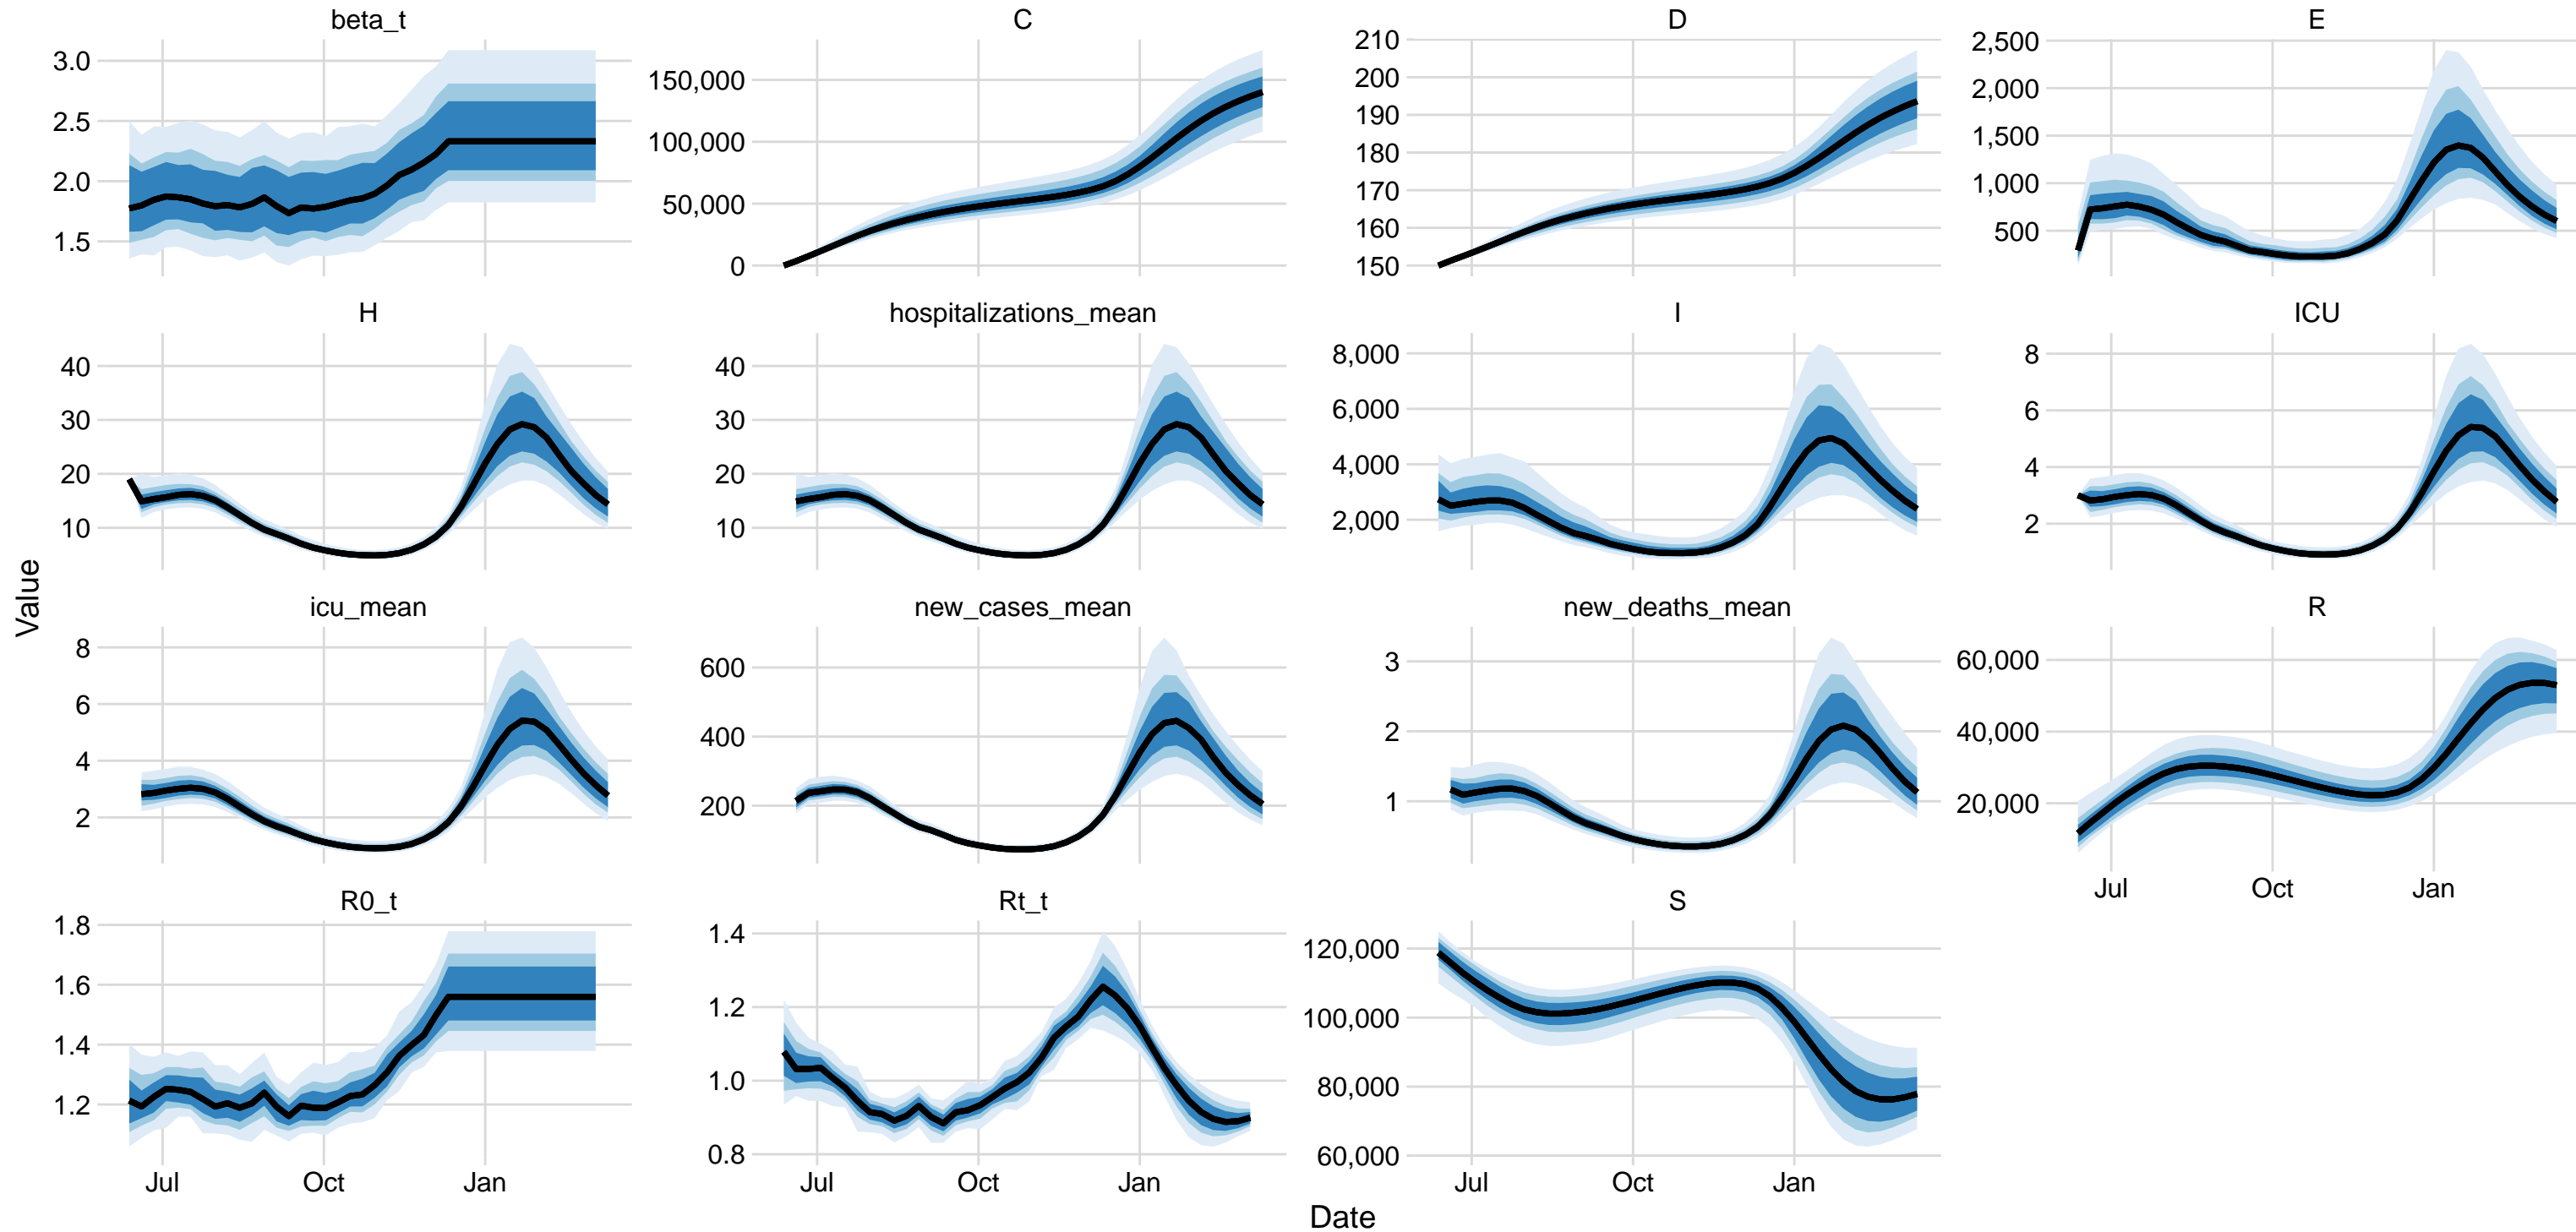 beta_t
C
D
E
3.0
2.5
2.0
1.5
150,000
100,000
50,000
0
210
200
190
180
170
160
150
2,500
2,000
1,500
1,000
500
H
hospitalizations_mean
I
ICU
40
30
20
10
40
30
20
10
8,000
6,000
4,000
2,000
8
6
4
2
Value
icu_mean
new_cases_mean
new_deaths_mean
R
8
6
4
2
600
400
200
3
2
1
60,000
40,000
20,000
Jul Oct Jan
R0_t
Rt_t
S
1.8
1.6
1.4
1.2
1.4
1.2
1.0
0.8
120,000
100,000
80,000
60,000
Jul Oct Jan
Jul Oct Jan
Jul Oct Jan
Date